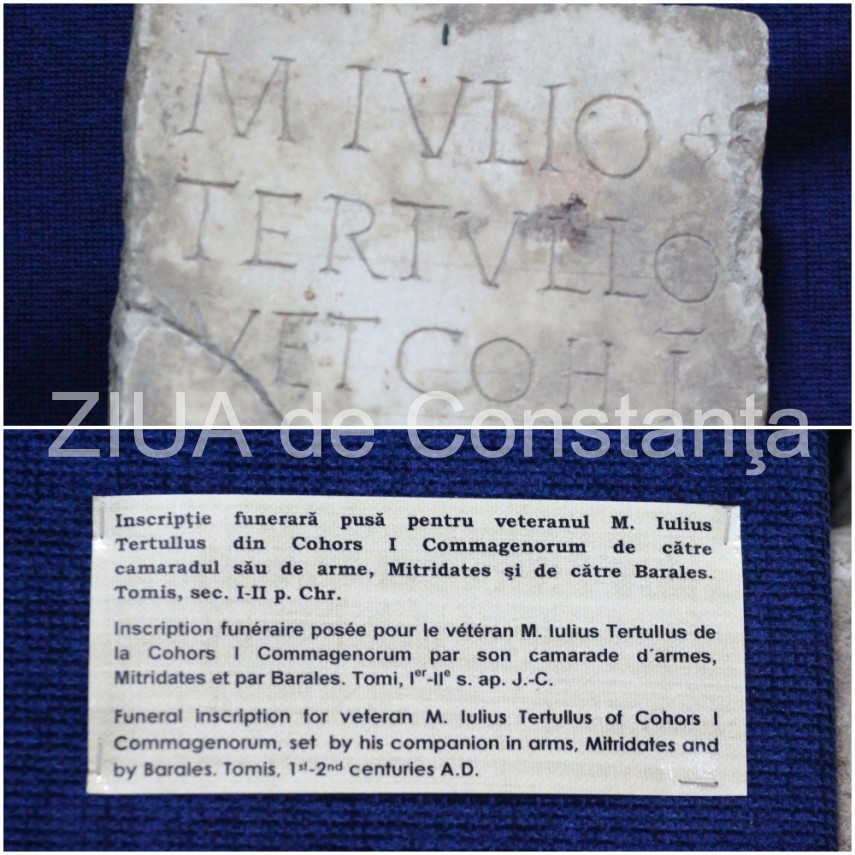 M IVLIO
TERTVLLO
VET COH I
ZIUA de Constanţa
Inscripţie funerară pusă pentru veteranul M. Iulius
Tertullus din Cohors I Commagenorum de către
camaradul său de arme, Mitridates şi de către Barales.
Tomis, sec. I-II p. Chr.
Inscription funéraire posée pour le vétéran M. Iulius Tertullus de
la Cohors I Commagenorum par son camarade d´armes,
Mitridates et par Barales. Tomi, Ier-IIe s. ap. J.-C.
Funeral inscription for veteran M. Iulius Tertullus of Cohors I
Commagenorum, set by his companion in arms, Mitridates and
by Barales. Tomis, 1st-2nd centuries A.D.